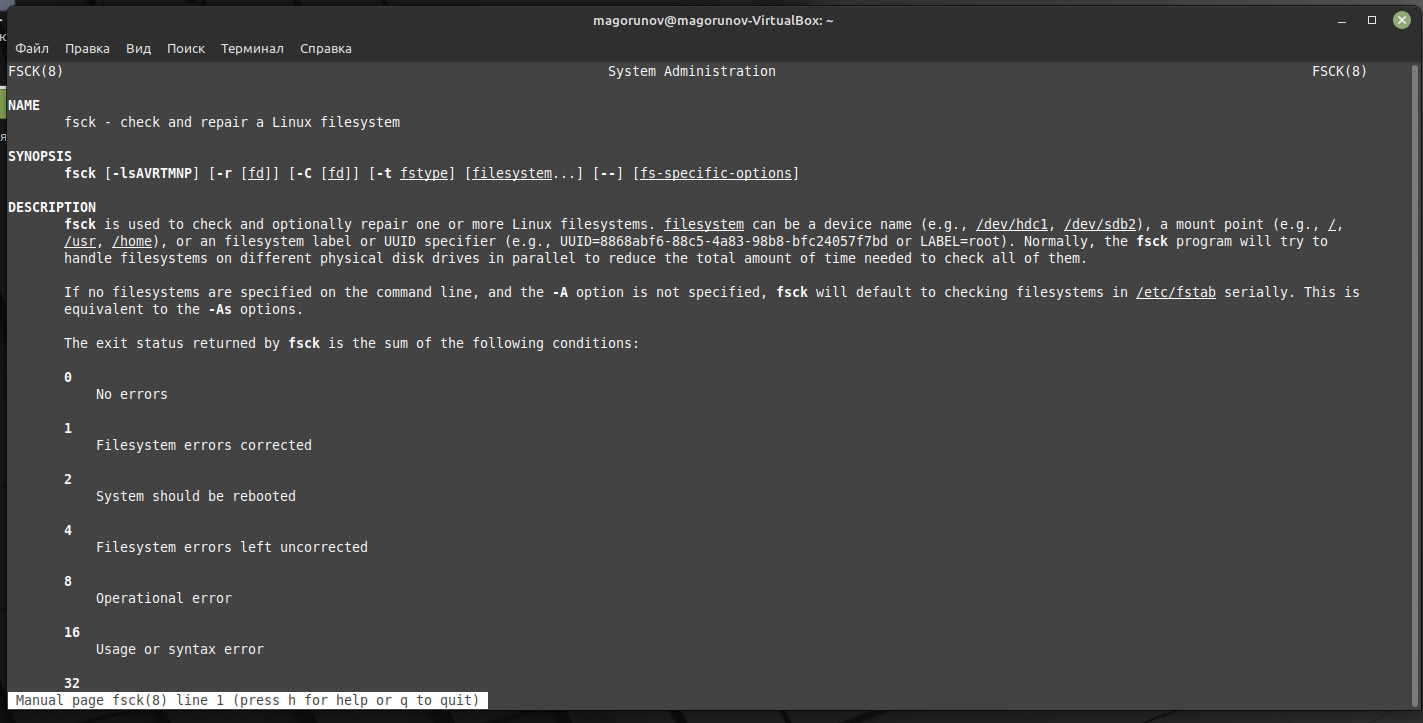 magorunov@magorunov-VirtualBox: ~
Файл Правка Вид Поиск Терминал Справка
FSCK(8) System Administration FSCK(8)
NAME
fsck - check and repair a Linux filesystem
SYNOPSIS
fsck [-lsAVRTMNP] [-r [fd]] [-C [fd]] [-t fstype] [filesystem...] [--] [fs-specific-options]
DESCRIPTION
fsck is used to check and optionally repair one or more Linux filesystems. filesystem can be a device name (e.g., /dev/hdc1, /dev/sdb2), a mount point (e.g., /,
/usr, /home), or an filesystem label or UUID specifier (e.g., UUID=8868abf6-88c5-4a83-98b8-bfc24057f7bd or LABEL=root). Normally, the fsck program will try to
handle filesystems on different physical disk drives in parallel to reduce the total amount of time needed to check all of them.
If no filesystems are specified on the command line, and the -A option is not specified, fsck will default to checking filesystems in /etc/fstab serially. This is
equivalent to the -As options.
The exit status returned by fsck is the sum of the following conditions:
0
No errors
1
Filesystem errors corrected
2
System should be rebooted
4
Filesystem errors left uncorrected
8
Operational error
16
Usage or syntax error
32
Manual page fsck(8) line 1 (press h for help or q to quit)